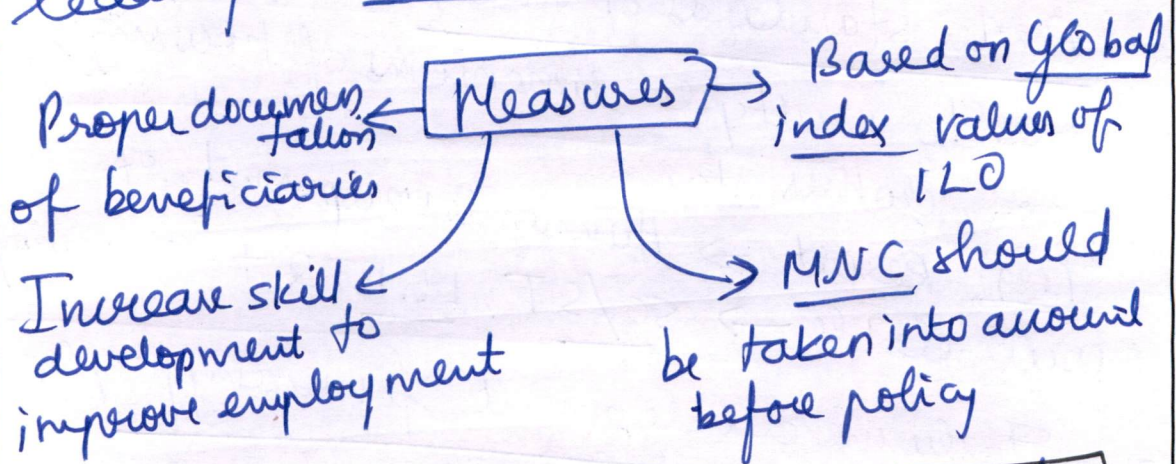 Measures
Proper documen
tation
of beneficiaries
Based on Global
index values of
ILO
Increase skill
development to
improve employment
MNC should
be taken into account
before policy